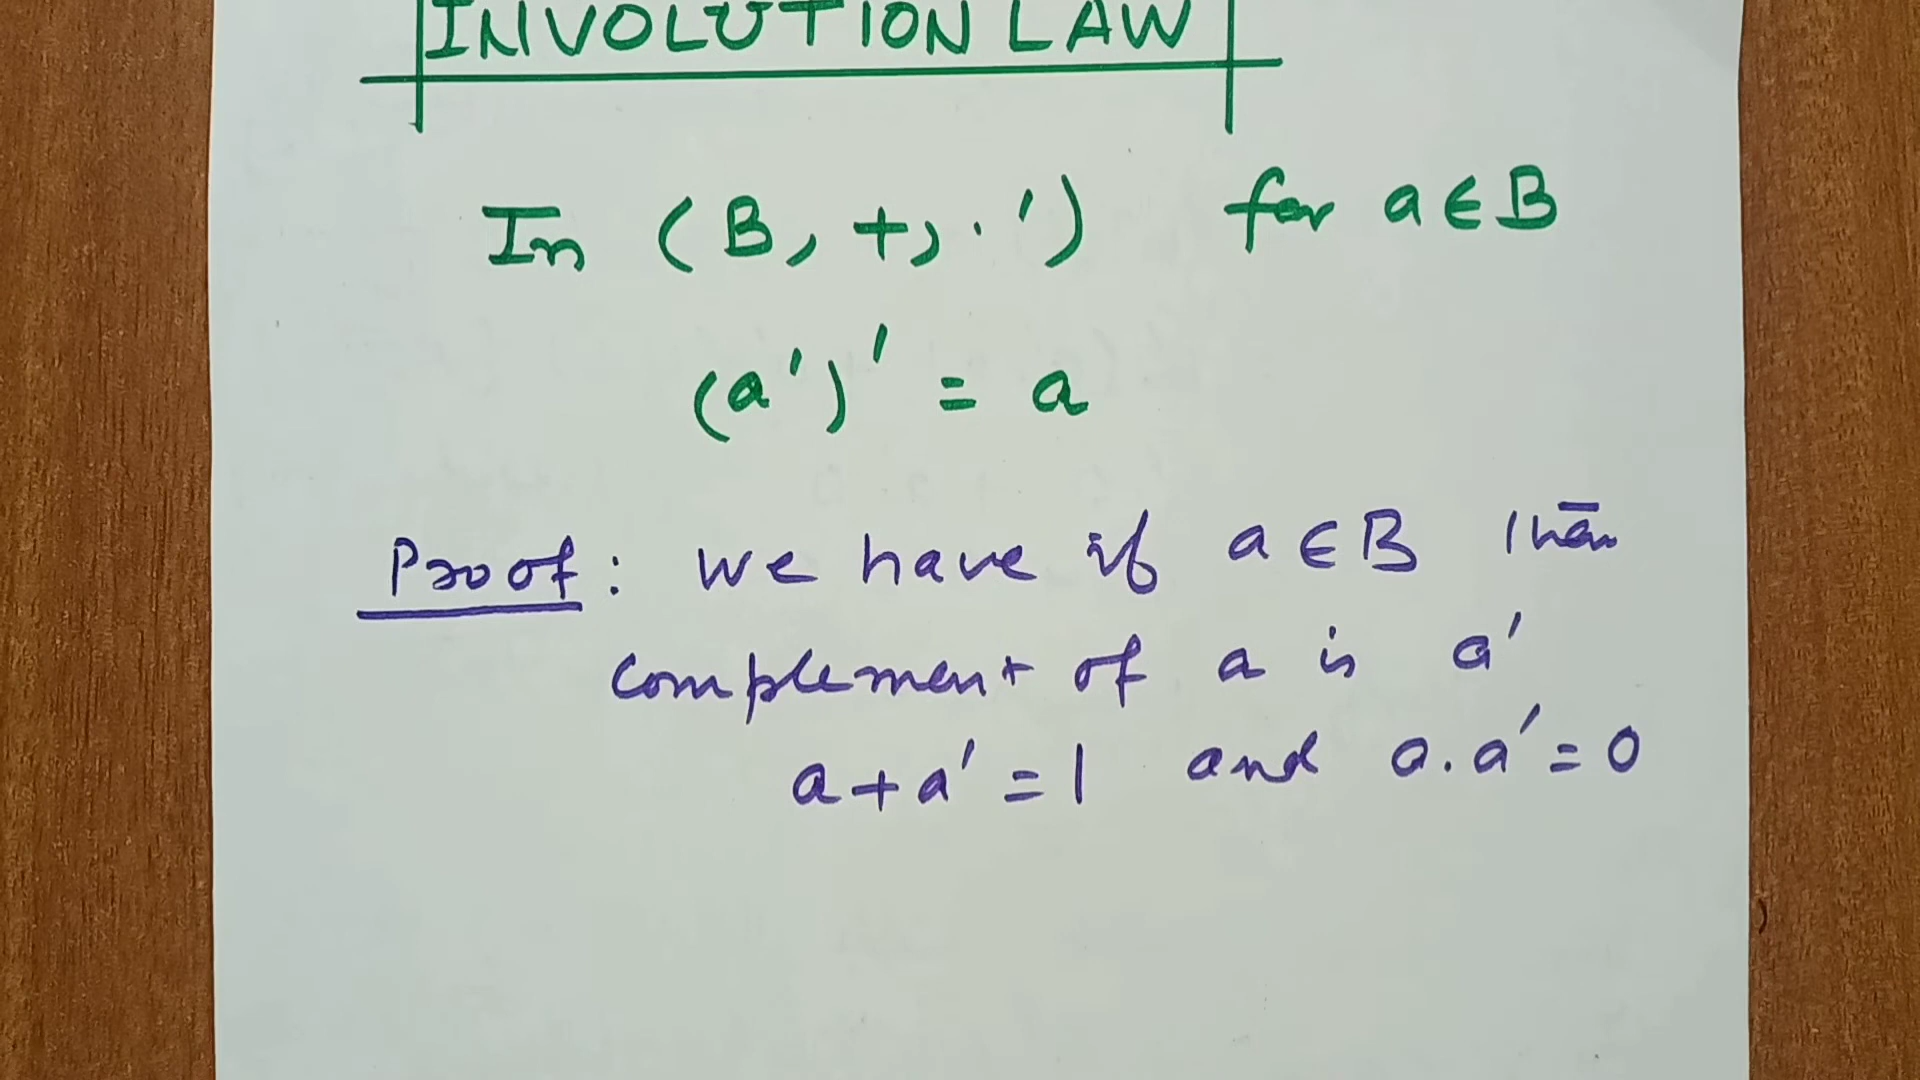 INVOLUTION LAW
In (B, +, . ') for a ∈ B
(a')' = a
Proof: We have if a ∈ B then
complement of a is a'
a + a' = 1 and a . a' = 0